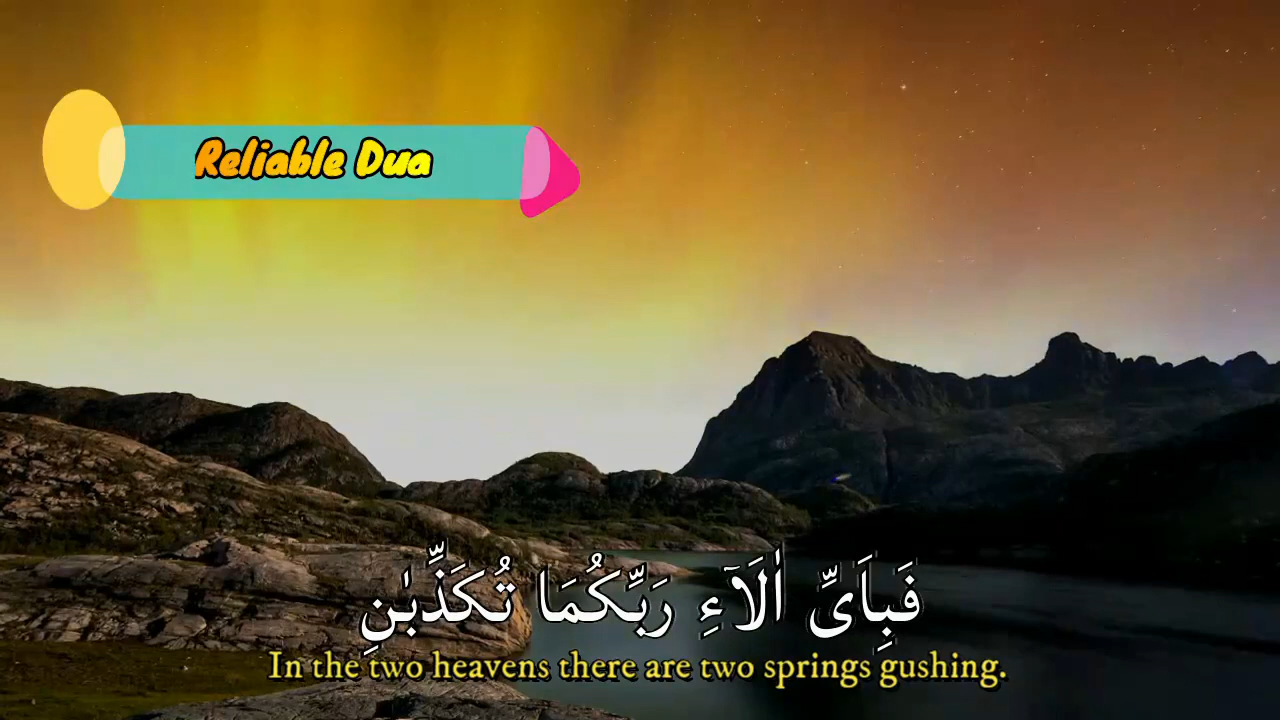 Reliable Dua
فَبِاَىِّ اٰلَآءِ رَبِّكُمَا تُكَذِّبٰنِ
In the two heavens there are two springs gushing.